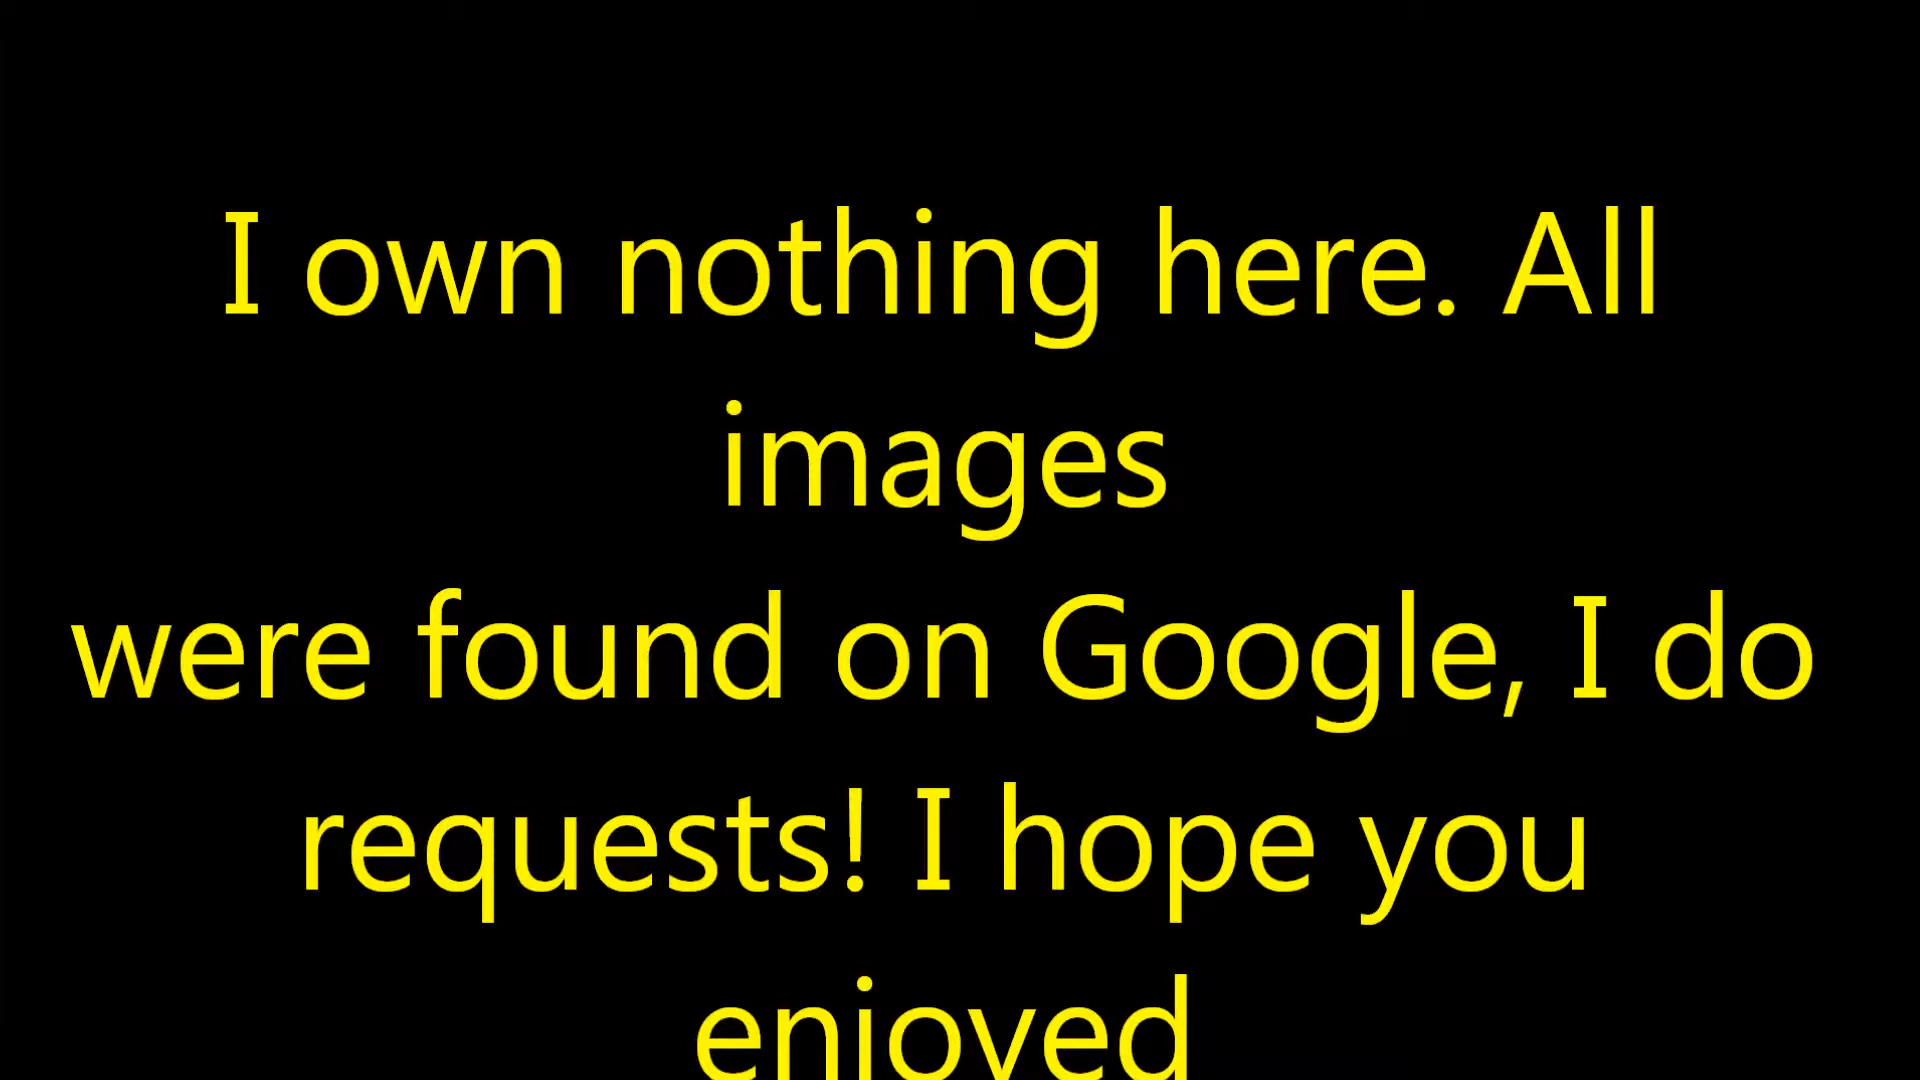 I own nothing here. All
images
were found on Google, I do
requests! I hope you
enjoyed